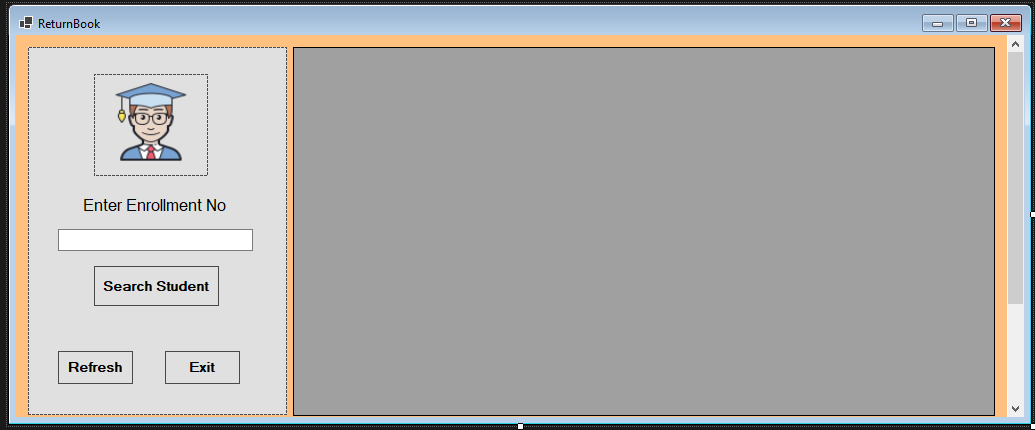 ReturnBook
Enter Enrollment No
Search Student
Refresh
Exit